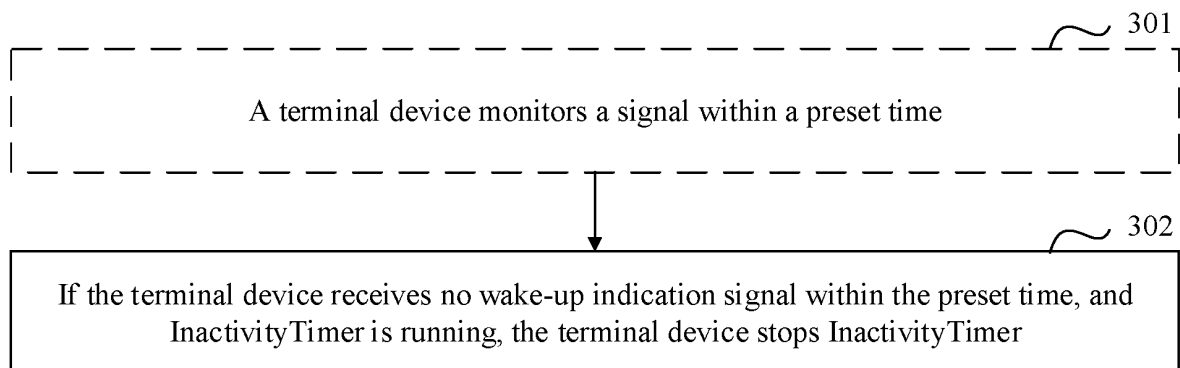 301
A terminal device monitors a signal within a preset time
302
If the terminal device receives no wake-up indication signal within the preset time, and
InactivityTimer is running, the terminal device stops InactivityTimer